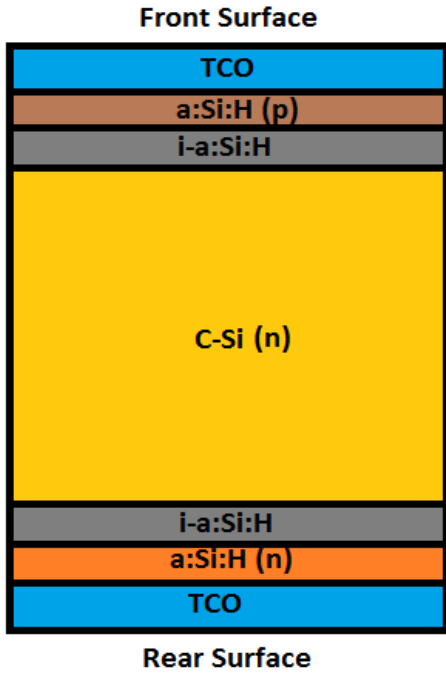 Front Surface
TCO
a:Si:H (p)
i-a:Si:H
C-Si (n)
i-a:Si:H
a:Si:H (n)
TCO
Rear Surface